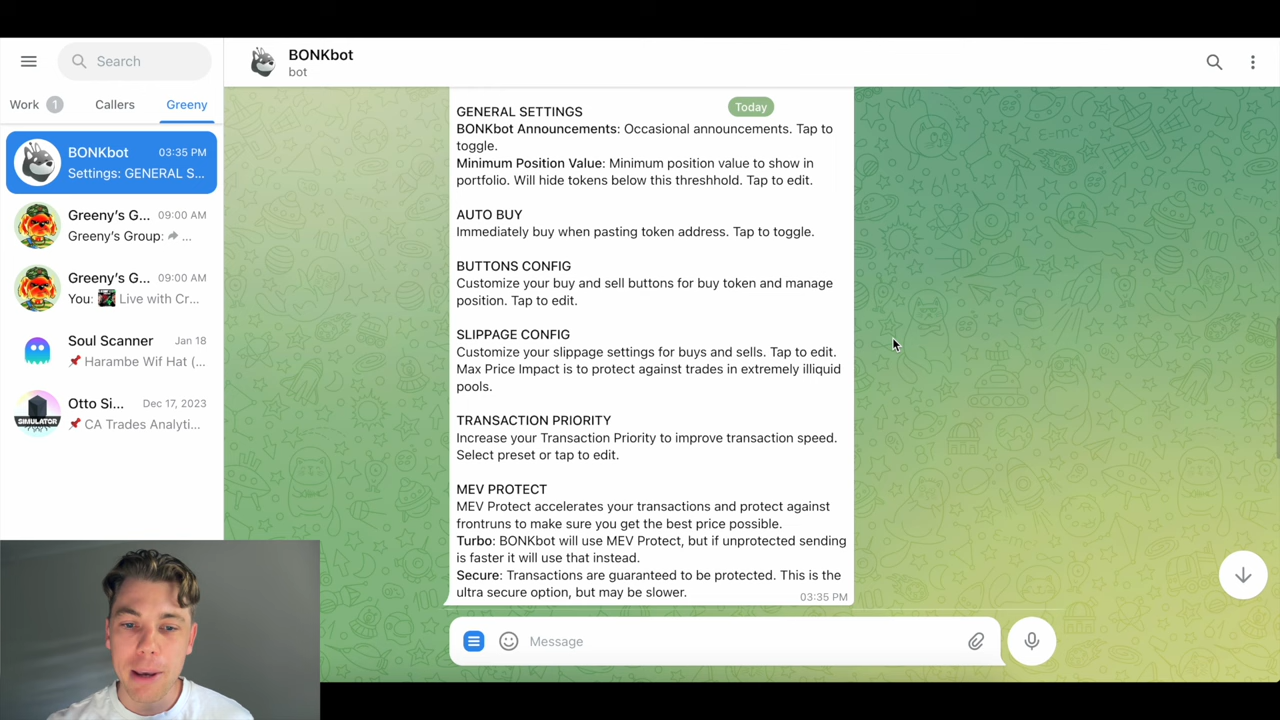 Search
Work 1
Callers
Greeny
BONKbot 03:35 PM
Settings: GENERAL S...
Greeny’s G... 09:00 AM
Greeny’s Group: ...
Greeny’s G... 09:00 AM
You: Live with Cr...
Soul Scanner Jan 18
Harambe Wif Hat (...
Otto Si... Dec 17, 2023
CA Trades Analyti...
SIMULATOR
BONKbot
bot
Today
GENERAL SETTINGS
BONKbot Announcements: Occasional announcements. Tap to
toggle.
Minimum Position Value: Minimum position value to show in
portfolio. Will hide tokens below this threshhold. Tap to edit.
AUTO BUY
Immediately buy when pasting token address. Tap to toggle.
BUTTONS CONFIG
Customize your buy and sell buttons for buy token and manage
position. Tap to edit.
SLIPPAGE CONFIG
Customize your slippage settings for buys and sells. Tap to edit.
Max Price Impact is to protect against trades in extremely illiquid
pools.
TRANSACTION PRIORITY
Increase your Transaction Priority to improve transaction speed.
Select preset or tap to edit.
MEV PROTECT
MEV Protect accelerates your transactions and protect against
frontruns to make sure you get the best price possible.
Turbo: BONKbot will use MEV Protect, but if unprotected sending
is faster it will use that instead.
Secure: Transactions are guaranteed to be protected. This is the
ultra secure option, but may be slower.
03:35 PM
Message